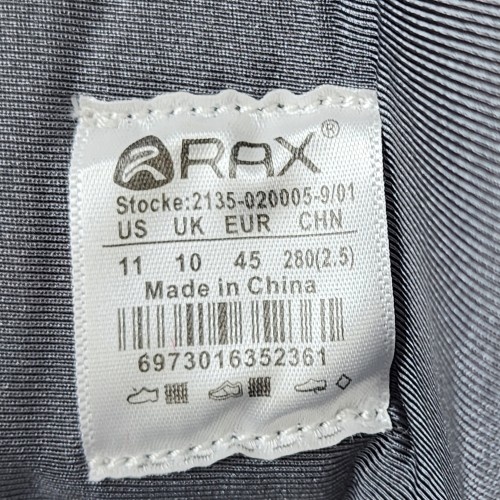 RAX®
Stocke:2135-020005-9/01
US UK EUR CHN
11 10 45 280(2.5)
Made in China
6973016352361